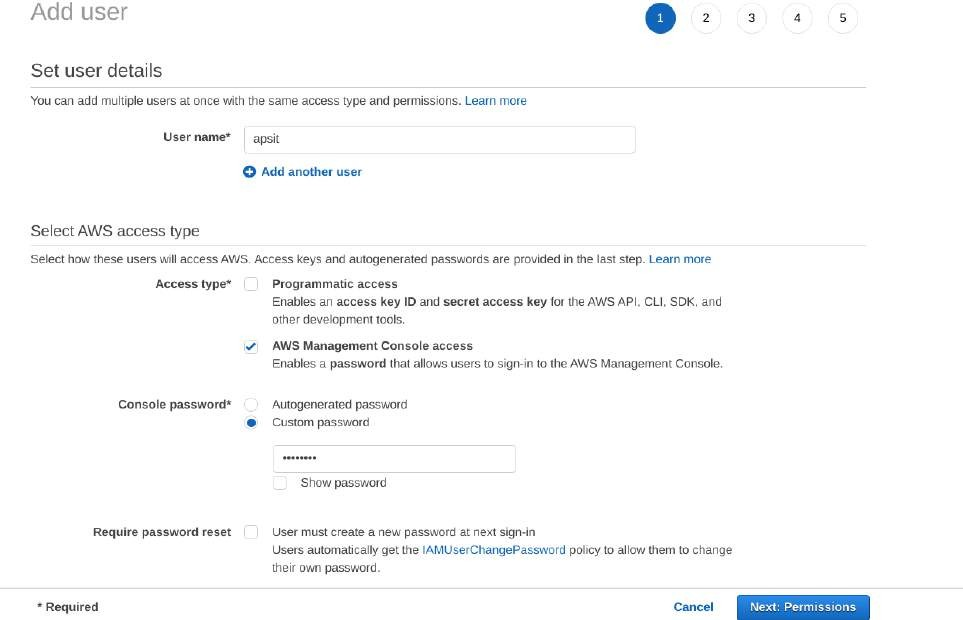 Add user
1 2 3 4 5
Set user details
You can add multiple users at once with the same access type and permissions. Learn more
User name* apsit
Add another user
Select AWS access type
Select how these users will access AWS. Access keys and autogenerated passwords are provided in the last step. Learn more
Access type* Programmatic access
Enables an access key ID and secret access key for the AWS API, CLI, SDK, and
other development tools.
AWS Management Console access
Enables a password that allows users to sign-in to the AWS Management Console.
Console password* Autogenerated password
Custom password
••••••••
Show password
Require password reset User must create a new password at next sign-in
Users automatically get the IAMUserChangePassword policy to allow them to change
their own password.
* Required Cancel Next: Permissions